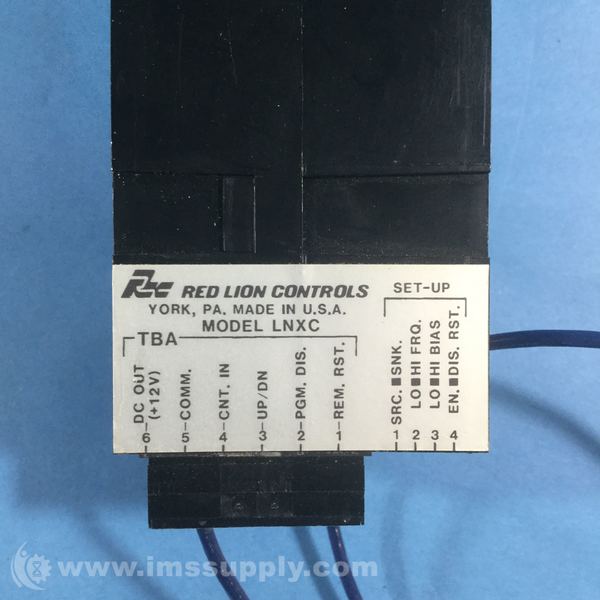 RLC RED LION CONTROLS
YORK, PA. MADE IN U.S.A.
MODEL LNXC
TBA
DC OUT (+12V)
6
COMM.
5
CNT. IN
4
UP/DN
3
PGM. DIS.
2
REM. RST.
1
SET-UP
SRC. ■ SNK.
1
LO ■ HI FRQ.
2
LO ■ HI BIAS
3
EN. ■ DIS. RST.
4
www.imssupply.com